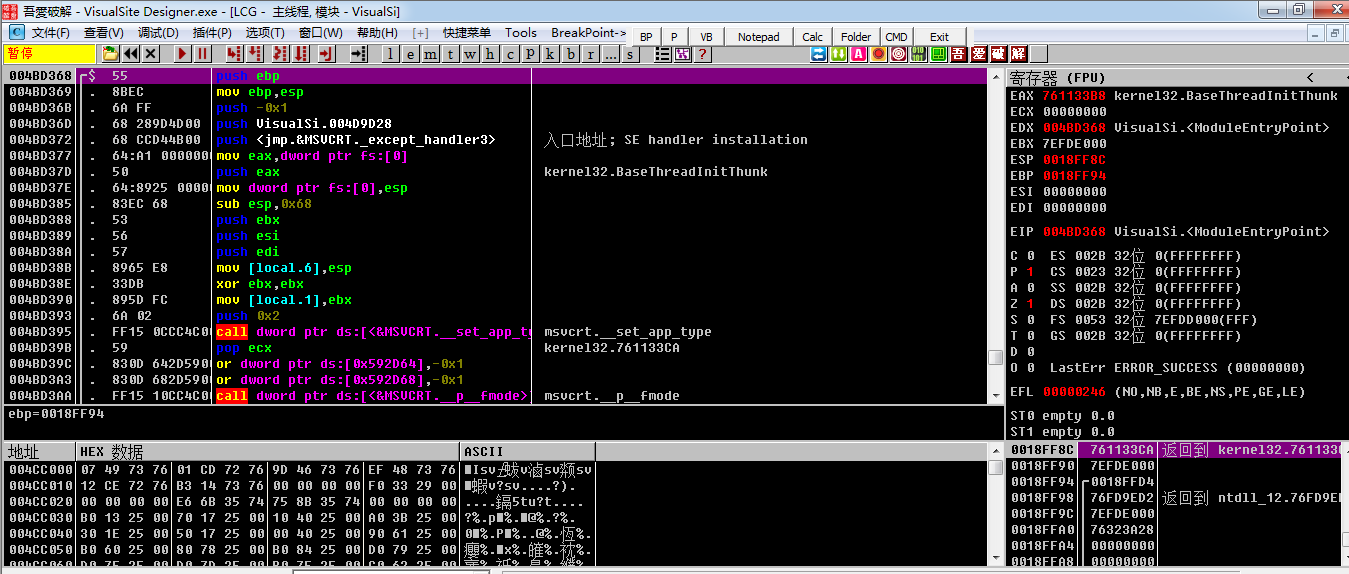 吾愛破解 - VisualSite Designer.exe - [LCG - 主线程, 模块 - VisualSi]
文件(F) 查看(V) 调试(D) 插件(P) 选项(T) 窗口(W) 帮助(H) [+] 快捷菜单 Tools BreakPoint-> BP P VB Notepad Calc Folder CMD Exit
暂停 l e m t w h c p k b r ... s ? 吾 爱 破 解
004BD368 $ 55 push ebp
004BD369 . 8BEC mov ebp,esp
004BD36B . 6A FF push -0x1
004BD36D . 68 289D4D00 push VisualSi.004D9D28
004BD372 . 68 CCD44B00 push <jmp.&MSVCRT._except_handler3> 入口地址; SE handler installation
004BD377 . 64:A1 0000000 mov eax,dword ptr fs:[0]
004BD37D . 50 push eax kernel32.BaseThreadInitThunk
004BD37E . 64:8925 00000 mov dword ptr fs:[0],esp
004BD385 . 83EC 68 sub esp,0x68
004BD388 . 53 push ebx
004BD389 . 56 push esi
004BD38A . 57 push edi
004BD38B . 8965 E8 mov [local.6],esp
004BD38E . 33DB xor ebx,ebx
004BD390 . 895D FC mov [local.1],ebx
004BD393 . 6A 02 push 0x2
004BD395 . FF15 0CCC4C00 call dword ptr ds:[<&MSVCRT.__set_app_ty msvcrt.__set_app_type
004BD39B . 59 pop ecx kernel32.761133CA
004BD39C . 830D 642D5900 or dword ptr ds:[0x592D64],-0x1
004BD3A3 . 830D 682D5900 or dword ptr ds:[0x592D68],-0x1
004BD3AA . FF15 10CC4C00 call dword ptr ds:[<&MSVCRT.__p__fmode> msvcrt.__p__fmode
ebp=0018FF94
寄存器 (FPU) <
EAX 761133B8 kernel32.BaseThreadInitThunk
ECX 00000000
EDX 004BD368 VisualSi.<ModuleEntryPoint>
EBX 7EFDE000
ESP 0018FF8C
EBP 0018FF94
ESI 00000000
EDI 00000000
EIP 004BD368 VisualSi.<ModuleEntryPoint>
C 0 ES 002B 32位 0(FFFFFFFF)
P 1 CS 0023 32位 0(FFFFFFFF)
A 0 SS 002B 32位 0(FFFFFFFF)
Z 1 DS 002B 32位 0(FFFFFFFF)
S 0 FS 0053 32位 7EFDD000(FFF)
T 0 GS 002B 32位 0(FFFFFFFF)
D 0
O 0 LastErr ERROR_SUCCESS (00000000)
EFL 00000246 (NO,NB,E,BE,NS,PE,GE,LE)
ST0 empty 0.0
ST1 empty 0.0
地址 HEX 数据 ASCII
004CC000 07 49 73 76 01 CD 72 76 9D 46 73 76 EF 48 73 76
004CC010 12 CE 72 76 B3 14 73 76 00 00 00 00 F0 33 29 00
004CC020 00 00 00 00 E6 6B 35 74 75 8B 35 74 00 00 00 00
004CC030 B0 13 25 00 70 17 25 00 10 40 25 00 A0 3B 25 00
004CC040 30 1E 25 00 50 17 25 00 00 40 25 00 90 61 25 00
004CC050 B0 60 25 00 80 78 25 00 B0 84 25 00 D0 79 25 00
0018FF8C 761133CA 返回到 kernel32.761133
0018FF90 7EFDE000
0018FF94 0018FFD4
0018FF98 76FD9ED2 返回到 ntdll_12.76FD9E
0018FF9C 7EFDE000
0018FFA0 76323A28
0018FFA4 00000000
0018FFA8 00000000